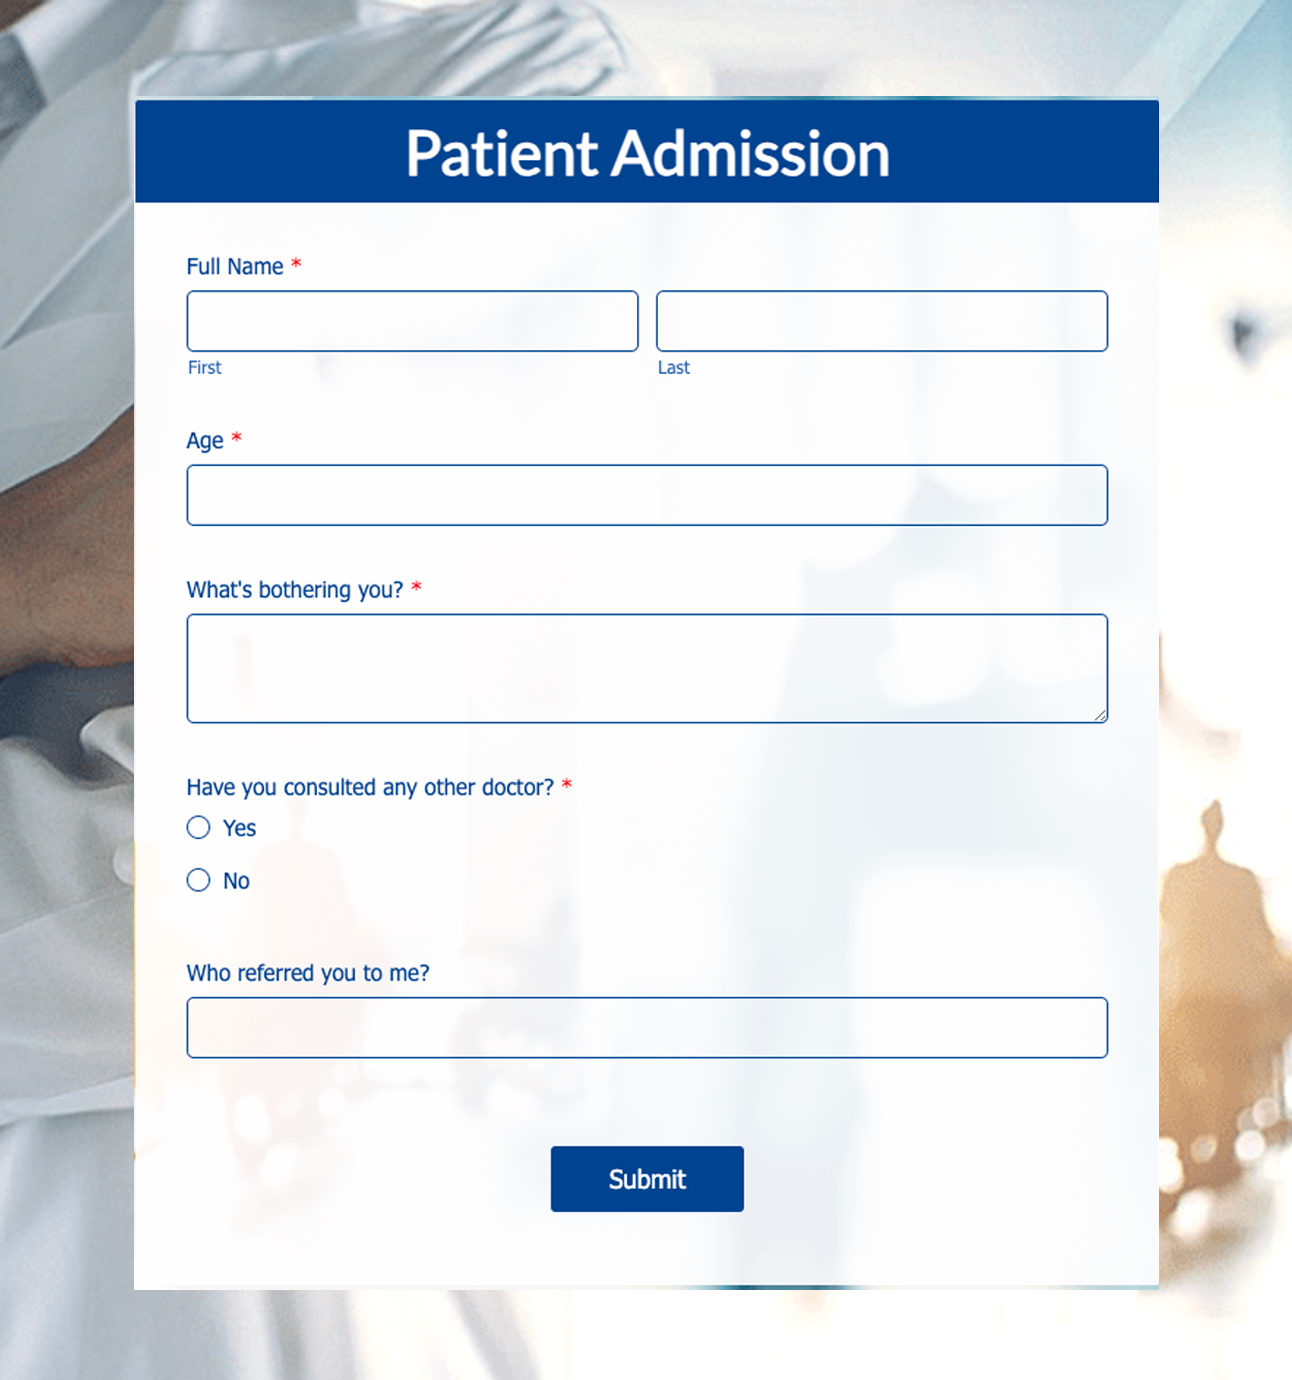 Patient Admission
Full Name *
First Last
Age *
What's bothering you? *
Have you consulted any other doctor? *
Yes
No
Who referred you to me?
Submit